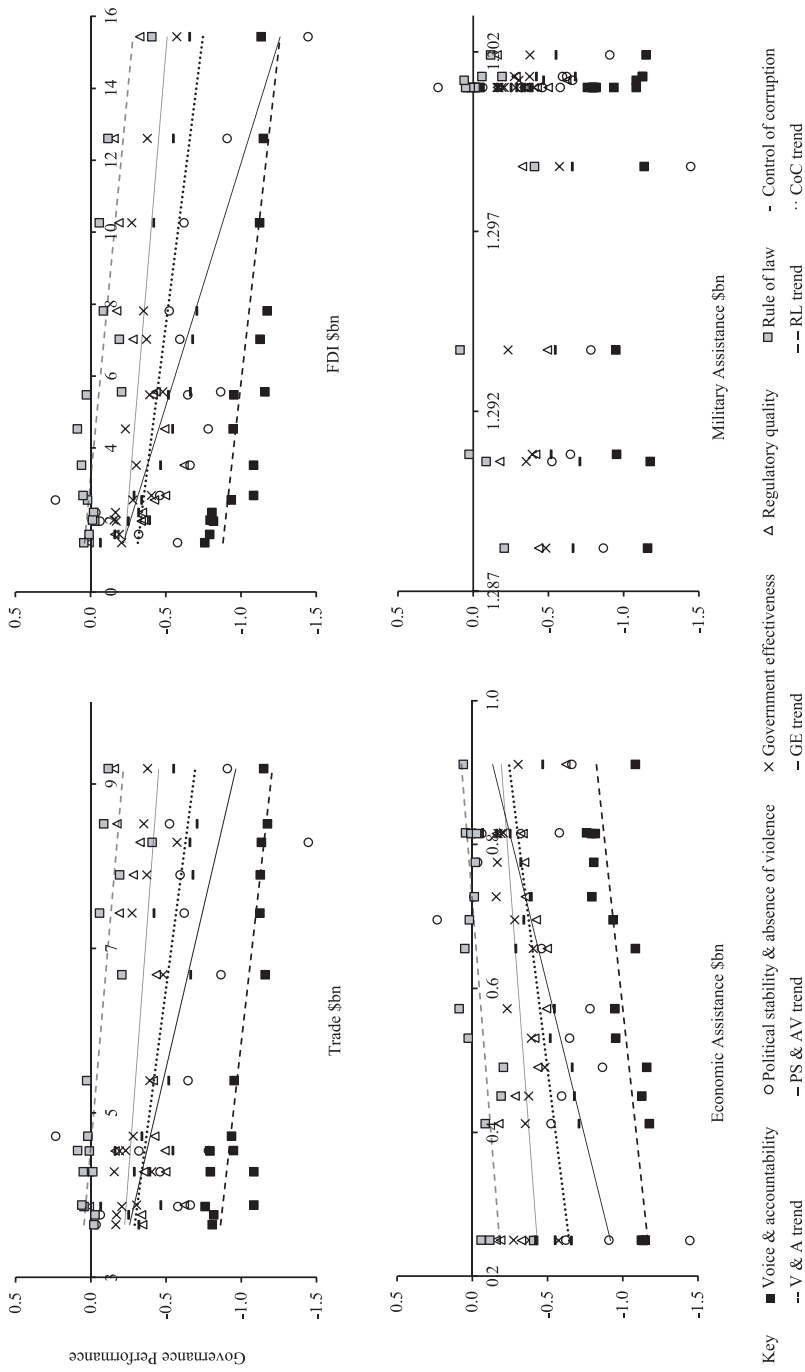 Governance Performance
0.5
0.0
-0.5
-1.0
-1.5
3 5 7 9
Trade $bn
0.5
0.0
-0.5
-1.0
-1.5
0 2 4 6 8 10 12 14 16
FDI $bn
0.5
0.0
-0.5
-1.0
-1.5
0.2 0.4 0.6 0.8 1.0
Economic Assistance $bn
0.5
0.0
-0.5
-1.0
-1.5
1.287 1.292 1.297 1.302
Military Assistance $bn
Key Voice & accountability Political stability & absence of violence Government effectiveness Regulatory quality Rule of law Control of corruption
V & A trend PS & AV trend GE trend RL trend CoC trend